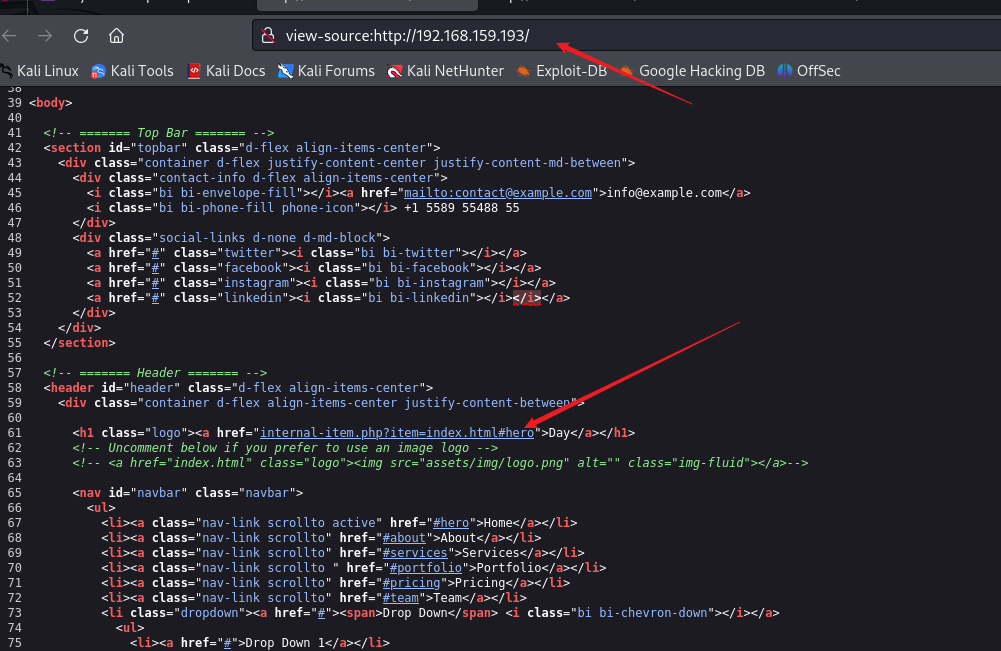 view-source:http://192.168.159.193/
Kali Linux Kali Tools Kali Docs Kali Forums Kali NetHunter Exploit-DB Google Hacking DB OffSec
38
39 <body>
40
41 <!-- ======= Top Bar ======= -->
42 <section id="topbar" class="d-flex align-items-center">
43 <div class="container d-flex justify-content-center justify-content-md-between">
44 <div class="contact-info d-flex align-items-center">
45 <i class="bi bi-envelope-fill"></i><a href="mailto:contact@example.com">info@example.com</a>
46 <i class="bi bi-phone-fill phone-icon"></i> +1 5589 55488 55
47 </div>
48 <div class="social-links d-none d-md-block">
49 <a href="#" class="twitter"><i class="bi bi-twitter"></i></a>
50 <a href="#" class="facebook"><i class="bi bi-facebook"></i></a>
51 <a href="#" class="instagram"><i class="bi bi-instagram"></i></a>
52 <a href="#" class="linkedin"><i class="bi bi-linkedin"></i></i></a>
53 </div>
54 </div>
55 </section>
56
57 <!-- ======= Header ======= -->
58 <header id="header" class="d-flex align-items-center">
59 <div class="container d-flex align-items-center justify-content-between">
60
61 <h1 class="logo"><a href="internal-item.php?item=index.html#hero">Day</a></h1>
62 <!-- Uncomment below if you prefer to use an image logo -->
63 <!-- <a href="index.html" class="logo"><img src="assets/img/logo.png" alt="" class="img-fluid"></a>-->
64
65 <nav id="navbar" class="navbar">
66 <ul>
67 <li><a class="nav-link scrollto active" href="#hero">Home</a></li>
68 <li><a class="nav-link scrollto" href="#about">About</a></li>
69 <li><a class="nav-link scrollto" href="#services">Services</a></li>
70 <li><a class="nav-link scrollto " href="#portfolio">Portfolio</a></li>
71 <li><a class="nav-link scrollto" href="#pricing">Pricing</a></li>
72 <li><a class="nav-link scrollto" href="#team">Team</a></li>
73 <li class="dropdown"><a href="#"><span>Drop Down</span> <i class="bi bi-chevron-down"></i></a>
74 <ul>
75 <li><a href="#">Drop Down 1</a></li>